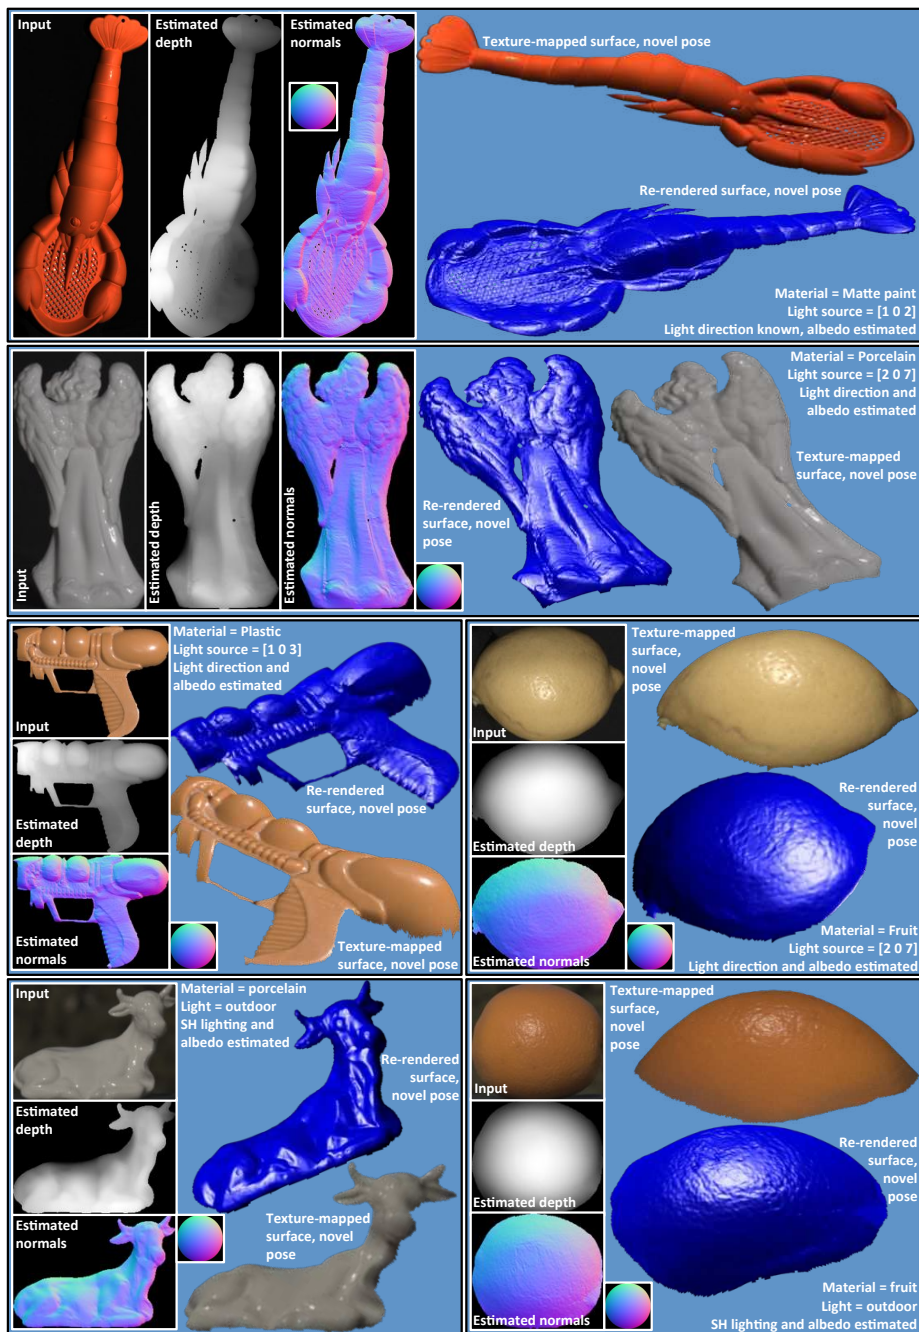 Input
Estimated
depth
Estimated
normals
Texture-mapped surface, novel pose
Re-rendered surface, novel pose
Material = Matte paint
Light source = [1 0 2]
Light direction known, albedo estimated
Input
Estimated depth
Estimated normals
Re-rendered
surface, novel
pose
Material = Porcelain
Light source = [2 0 7]
Light direction and
albedo estimated
Texture-mapped
surface, novel pose
Input
Estimated
depth
Estimated
normals
Material = Plastic
Light source = [1 0 3]
Light direction and
albedo estimated
Re-rendered
surface, novel pose
Texture-mapped
surface, novel pose
Input
Estimated depth
Estimated normals
Texture-mapped
surface,
novel
pose
Re-rendered
surface,
novel
pose
Material = Fruit
Light source = [2 0 7]
Light direction and albedo estimated
Input
Estimated
depth
Estimated
normals
Material = porcelain
Light = outdoor
SH lighting and
albedo estimated
Re-rendered
surface,
novel pose
Texture-mapped
surface, novel
pose
Input
Estimated depth
Estimated normals
Texture-mapped
surface,
novel
pose
Re-rendered
surface,
novel
pose
Material = fruit
Light = outdoor
SH lighting and albedo estimated